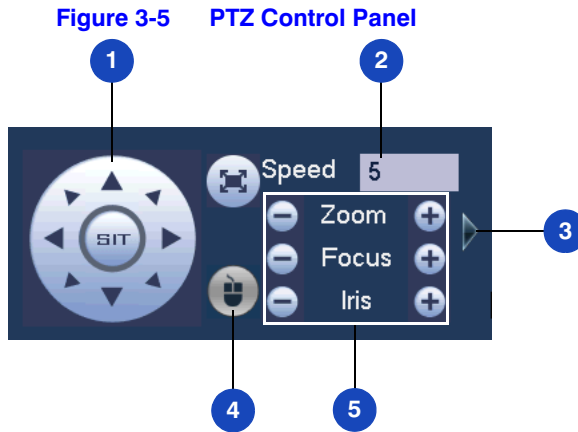 Figure 3-5 PTZ Control Panel
1
2
Speed 5
SIT
Zoom
3
Focus
Iris
4
5